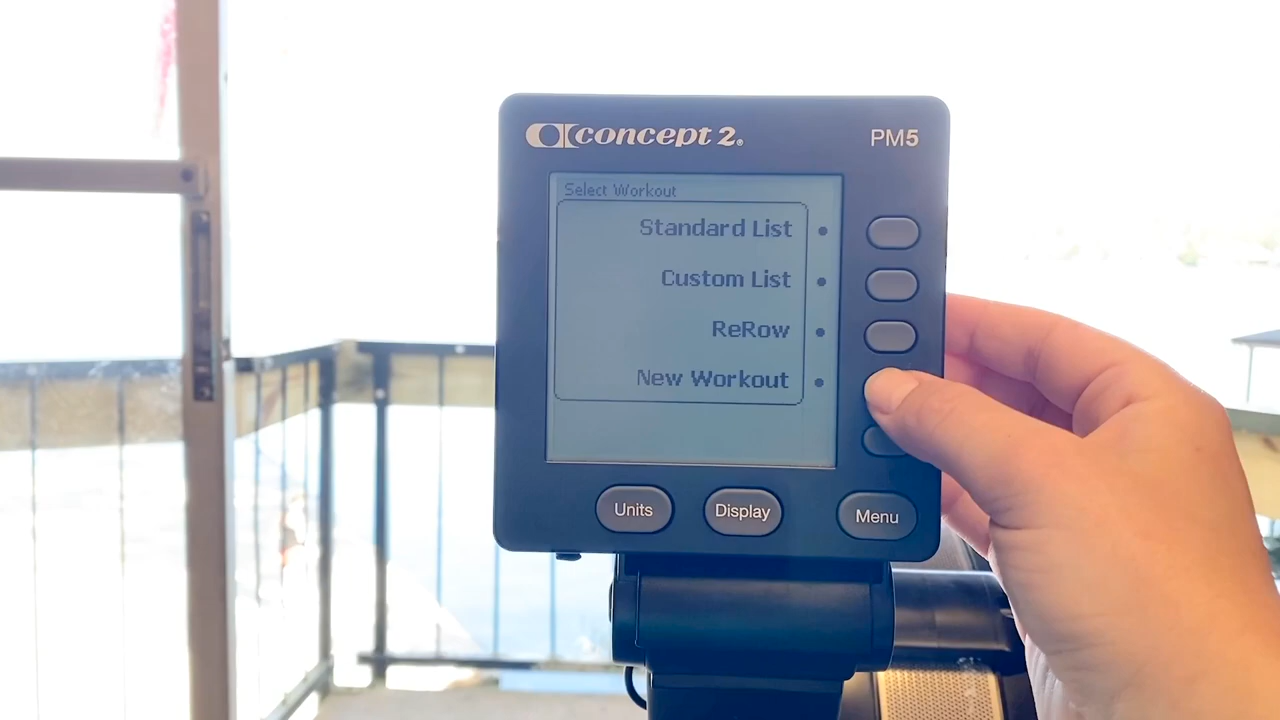 concept 2®
PM5
Select Workout
Standard List
Custom List
ReRow
New Workout
Units
Display
Menu